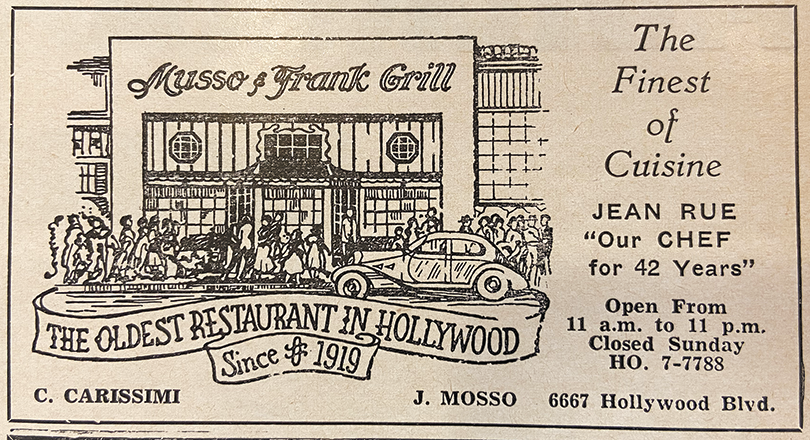 Musso & Frank Grill
THE OLDEST RESTAURANT IN HOLLYWOOD
Since 1919
C. CARISSIMI
J. MOSSO
The
Finest
of
Cuisine
JEAN RUE
“Our CHEF
for 42 Years”
Open From
11 a.m. to 11 p.m.
Closed Sunday
HO. 7-7788
6667 Hollywood Blvd.